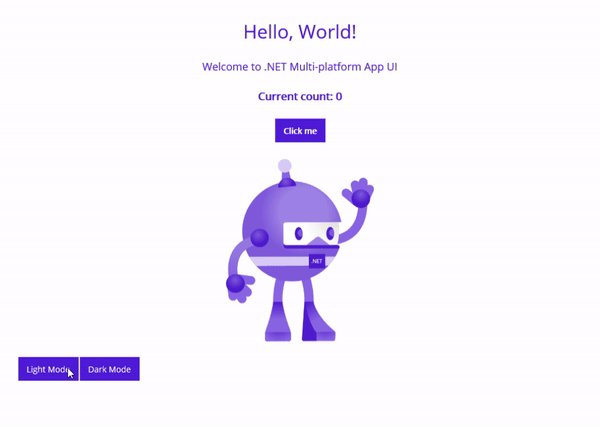 Hello, World!
Welcome to .NET Multi-platform App UI
Current count: 0
Click me
.NET
Light Mode Dark Mode